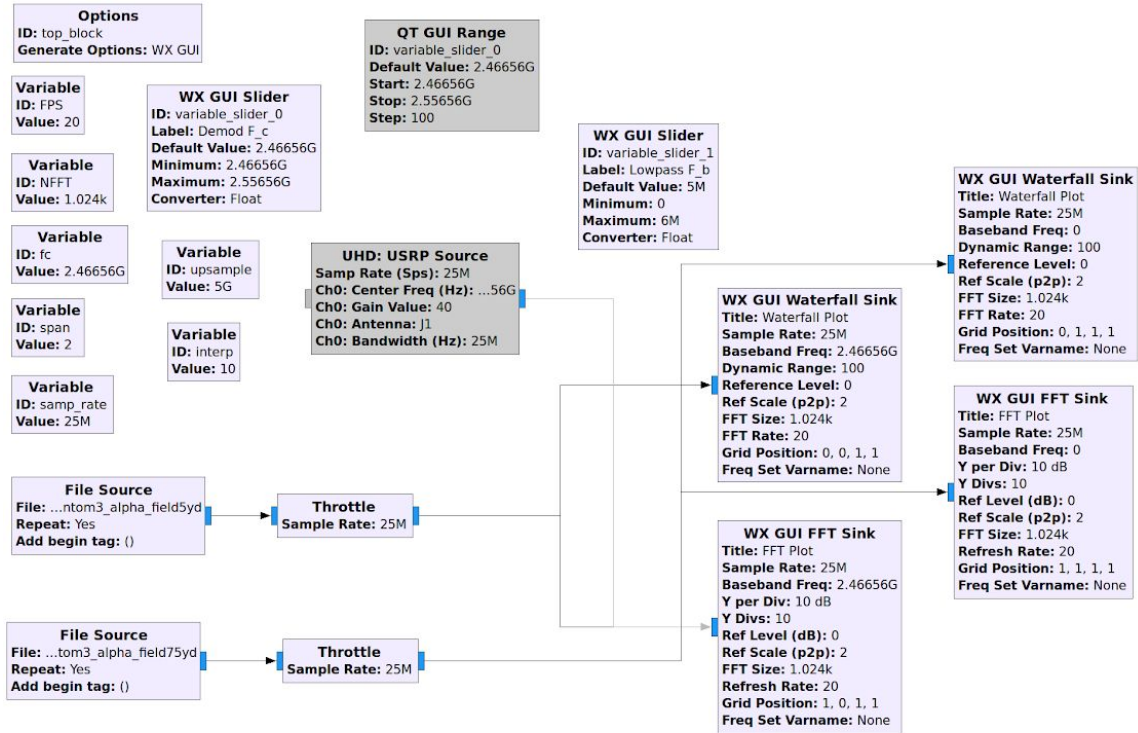 Options
ID: top_block
Generate Options: WX GUI
Variable
ID: FPS
Value: 20
Variable
ID: NFFT
Value: 1.024k
Variable
ID: fc
Value: 2.46656G
Variable
ID: span
Value: 2
Variable
ID: samp_rate
Value: 25M
WX GUI Slider
ID: variable_slider_0
Label: Demod F_c
Default Value: 2.46656G
Minimum: 2.46656G
Maximum: 2.55656G
Converter: Float
Variable
ID: upsample
Value: 5G
Variable
ID: interp
Value: 10
QT GUI Range
ID: variable_slider_0
Default Value: 2.46656G
Start: 2.46656G
Stop: 2.55656G
Step: 100
UHD: USRP Source
Samp Rate (Sps): 25M
Ch0: Center Freq (Hz): ...56G
Ch0: Gain Value: 40
Ch0: Antenna: J1
Ch0: Bandwidth (Hz): 25M
WX GUI Slider
ID: variable_slider_1
Label: Lowpass F_b
Default Value: 5M
Minimum: 0
Maximum: 6M
Converter: Float
File Source
File: ...ntom3_alpha_field5yd
Repeat: Yes
Add begin tag: ()
Throttle
Sample Rate: 25M
File Source
File: ...tom3_alpha_field75yd
Repeat: Yes
Add begin tag: ()
Throttle
Sample Rate: 25M
WX GUI Waterfall Sink
Title: Waterfall Plot
Sample Rate: 25M
Baseband Freq: 2.46656G
Dynamic Range: 100
Reference Level: 0
Ref Scale (p2p): 2
FFT Size: 1.024k
FFT Rate: 20
Grid Position: 0, 0, 1, 1
Freq Set Varname: None
WX GUI FFT Sink
Title: FFT Plot
Sample Rate: 25M
Baseband Freq: 2.46656G
Y per Div: 10 dB
Y Divs: 10
Ref Level (dB): 0
Ref Scale (p2p): 2
FFT Size: 1.024k
Refresh Rate: 20
Grid Position: 1, 0, 1, 1
Freq Set Varname: None
WX GUI Waterfall Sink
Title: Waterfall Plot
Sample Rate: 25M
Baseband Freq: 0
Dynamic Range: 100
Reference Level: 0
Ref Scale (p2p): 2
FFT Size: 1.024k
FFT Rate: 20
Grid Position: 0, 1, 1, 1
Freq Set Varname: None
WX GUI FFT Sink
Title: FFT Plot
Sample Rate: 25M
Baseband Freq: 0
Y per Div: 10 dB
Y Divs: 10
Ref Level (dB): 0
Ref Scale (p2p): 2
FFT Size: 1.024k
Refresh Rate: 20
Grid Position: 1, 1, 1, 1
Freq Set Varname: None